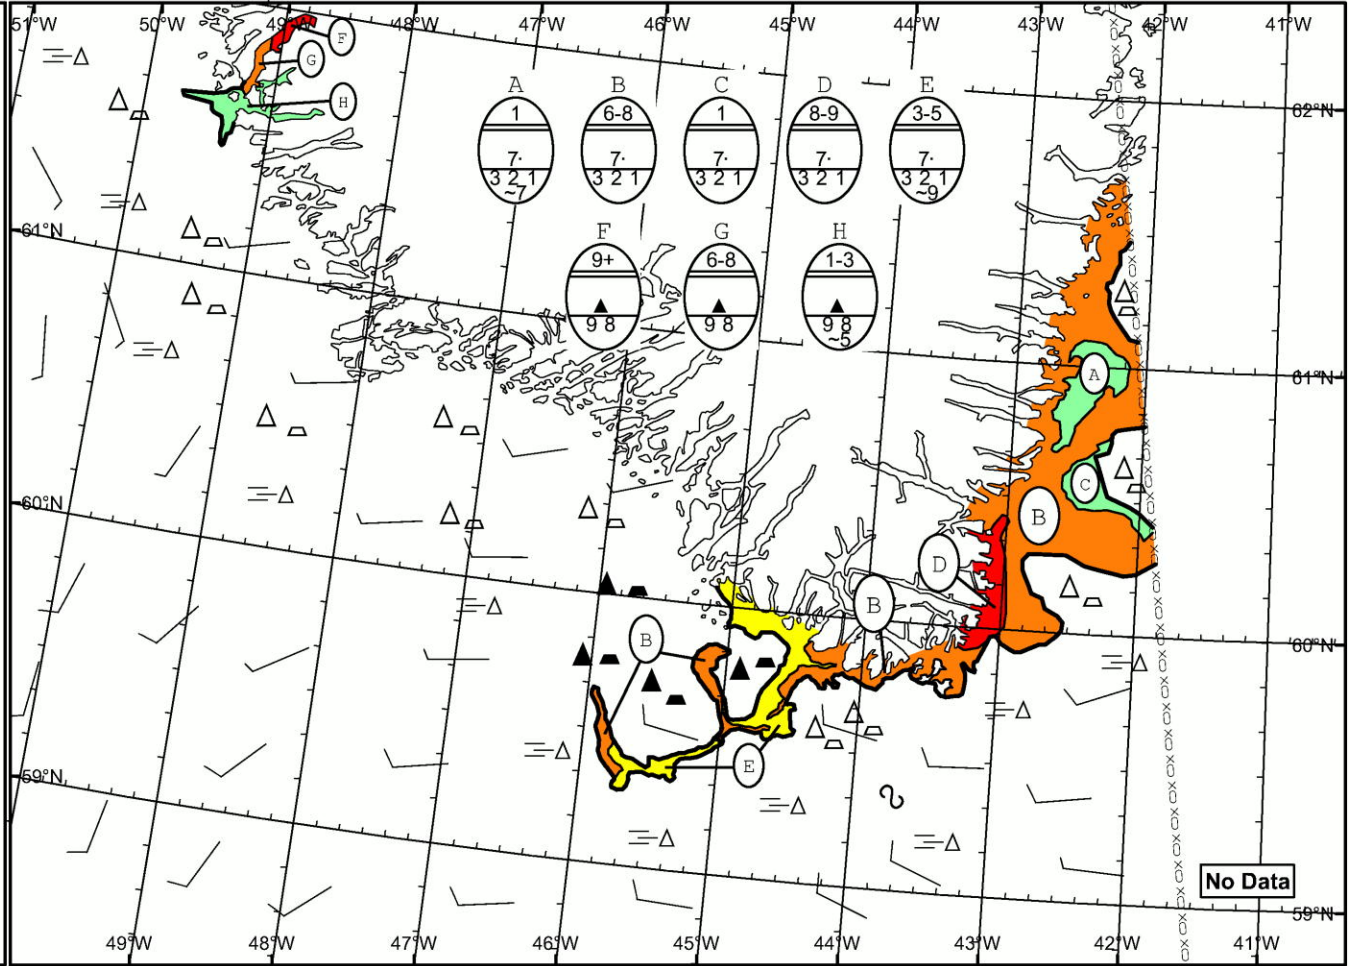 51°W 50°W 49°W 48°W 47°W 46°W 45°W 44°W 43°W 42°W 41°W
F
G
H
62°N
A B C D E
1 6-8 1 8-9 3-5
7· 7· 7· 7· 7·
3 2 1 3 2 1 3 2 1 3 2 1 3 2 1
~7 ~9
61°N
F G H
9+ 6-8 1-3
9 8 9 8 9 8
~5
61°N
A
C
60°N
B
D
B
B
60°N
E
59°N
No Data
59°N
49°W 48°W 47°W 46°W 45°W 44°W 43°W 42°W 41°W